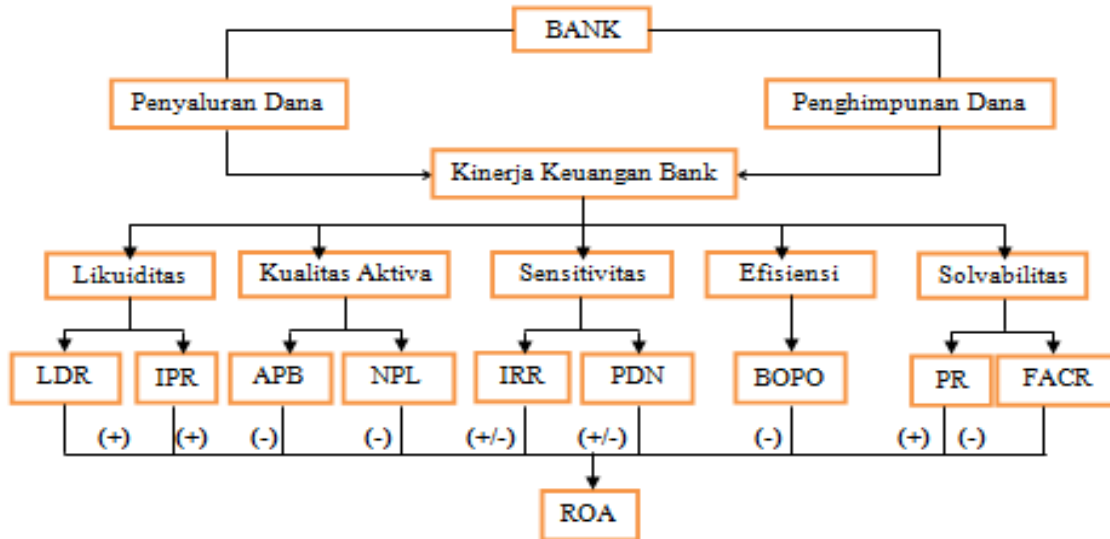 BANK
Penyaluran Dana
Penghimpunan Dana
Kinerja Keuangan Bank
Likuiditas
Kualitas Aktiva
Sensitivitas
Efisiensi
Solvabilitas
LDR
IPR
APB
NPL
IRR
PDN
BOPO
PR
FACR
(+)
(+)
(-)
(-)
(+/-)
(+/-)
(-)
(+)
(-)
ROA